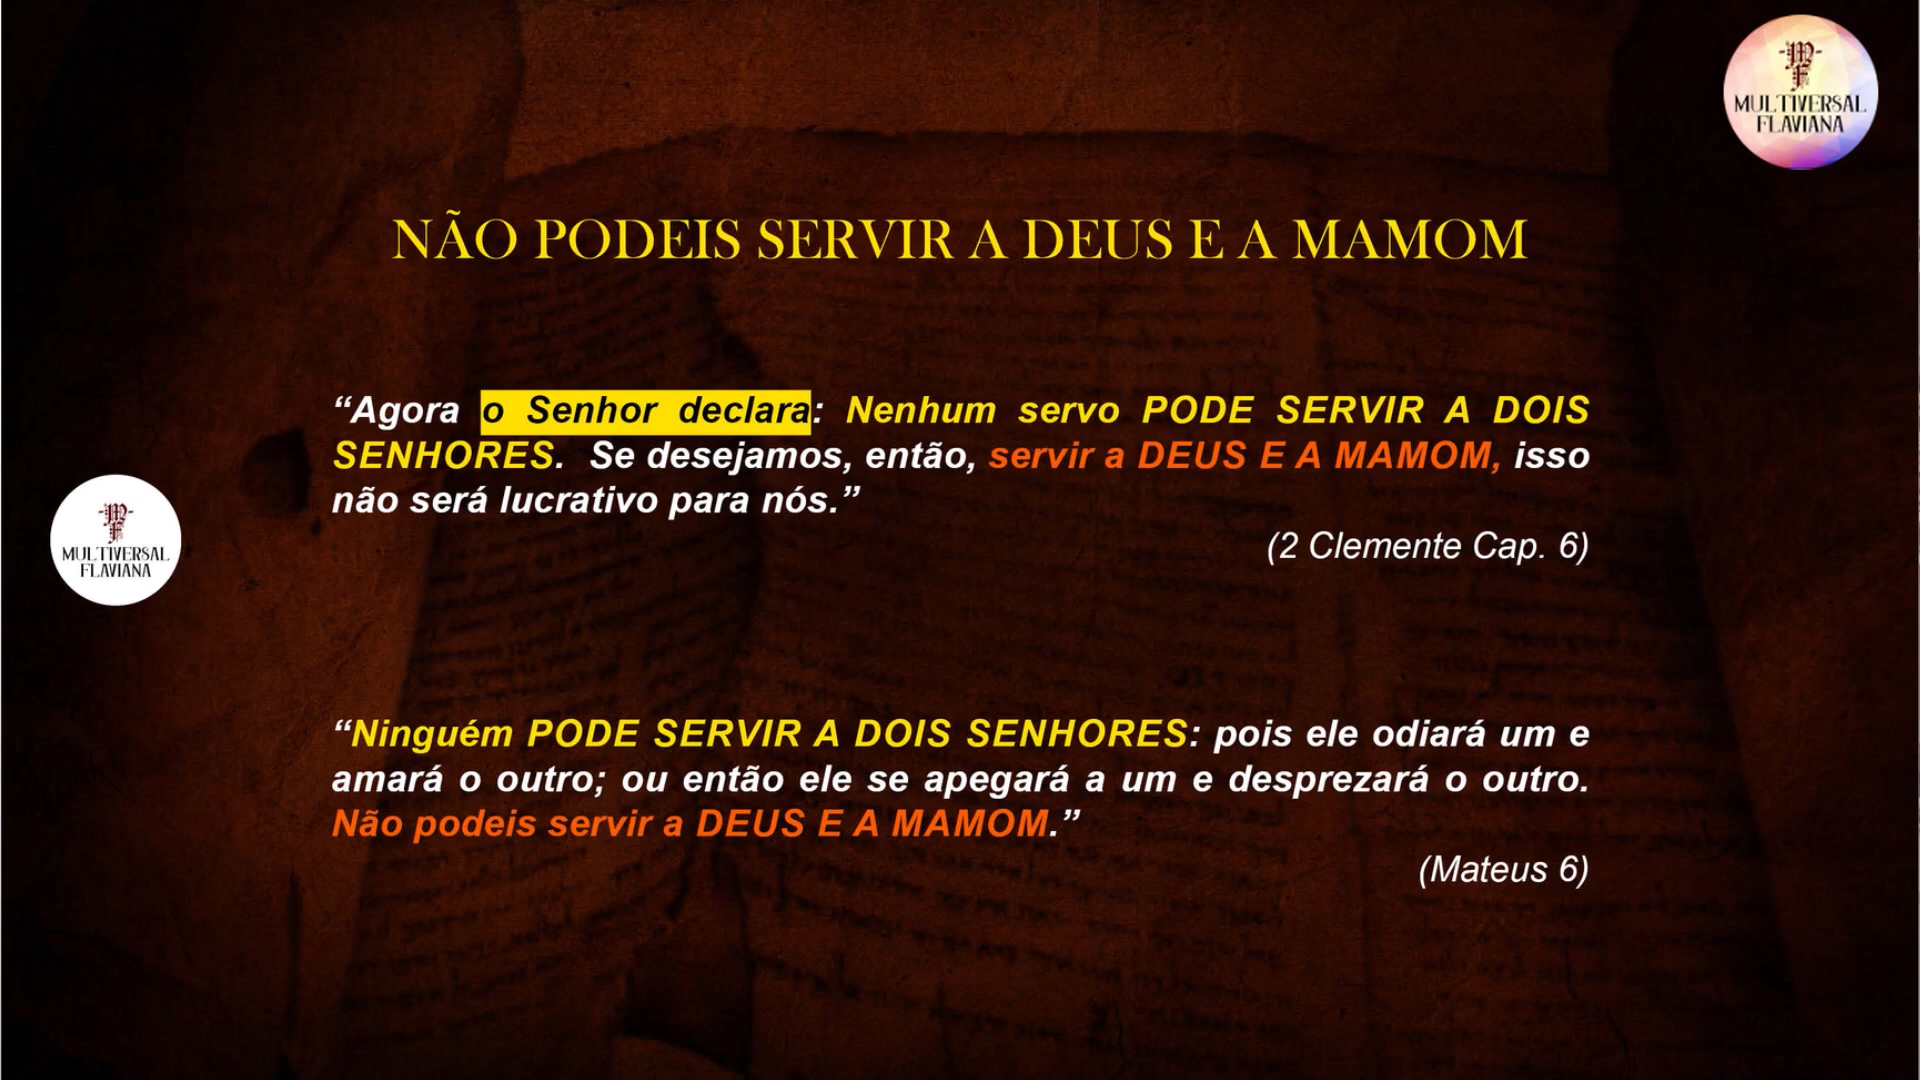 MULTIVERSAL
FLAVIANA
NÃO PODEIS SERVIR A DEUS E A MAMOM
“Agora o Senhor declara: Nenhum servo PODE SERVIR A DOIS
SENHORES. Se desejamos, então, servir a DEUS E A MAMOM, isso
não será lucrativo para nós.”
(2 Clemente Cap. 6)
MULTIVERSAL
FLAVIANA
“Ninguém PODE SERVIR A DOIS SENHORES: pois ele odiará um e
amará o outro; ou então ele se apegará a um e desprezará o outro.
Não podeis servir a DEUS E A MAMOM.”
(Mateus 6)